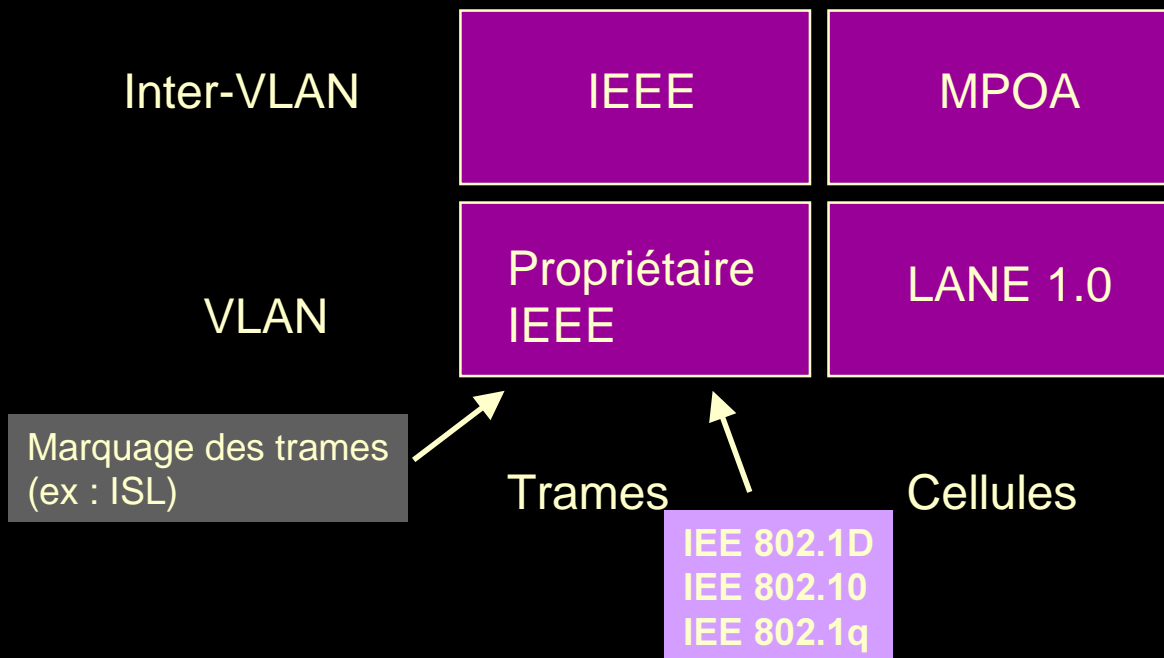 Inter-VLAN
IEEE
MPOA
VLAN
Propriétaire
IEEE
LANE 1.0
Marquage des trames
(ex : ISL)
Trames
Cellules
IEE 802.1D
IEE 802.10
IEE 802.1q